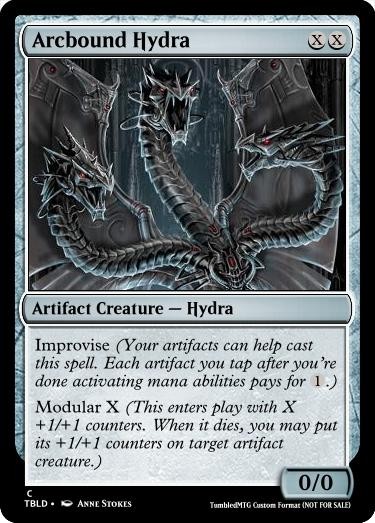 Arcbound Hydra X X
Artifact Creature — Hydra
Improvise (Your artifacts can help cast
this spell. Each artifact you tap after you're
done activating mana abilities pays for 1.)
Modular X (This enters play with X
+1/+1 counters. When it dies, you may put
its +1/+1 counters on target artifact
creature.)
0/0
C
TBLD • ANNE STOKES
TumbledMTG Custom Format (NOT FOR SALE)